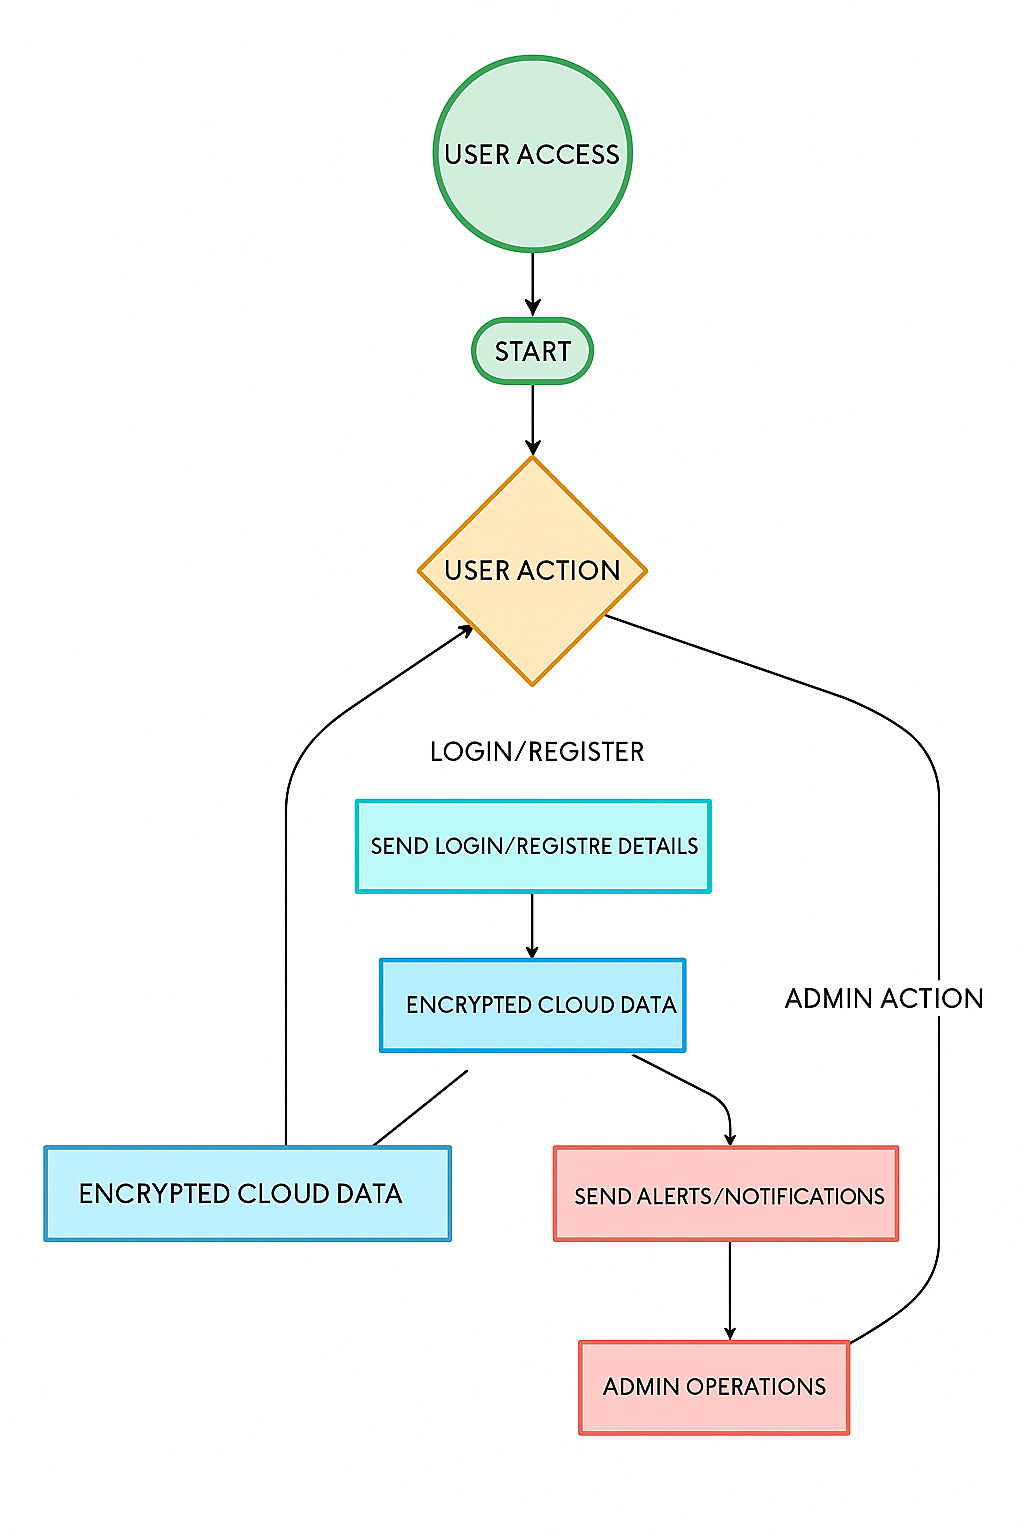 USER ACCESS
START
USER ACTION
LOGIN/REGISTER
SEND LOGIN/REGISTRE DETAILS
ENCRYPTED CLOUD DATA
ADMIN ACTION
ENCRYPTED CLOUD DATA
SEND ALERTS/NOTIFICATIONS
ADMIN OPERATIONS